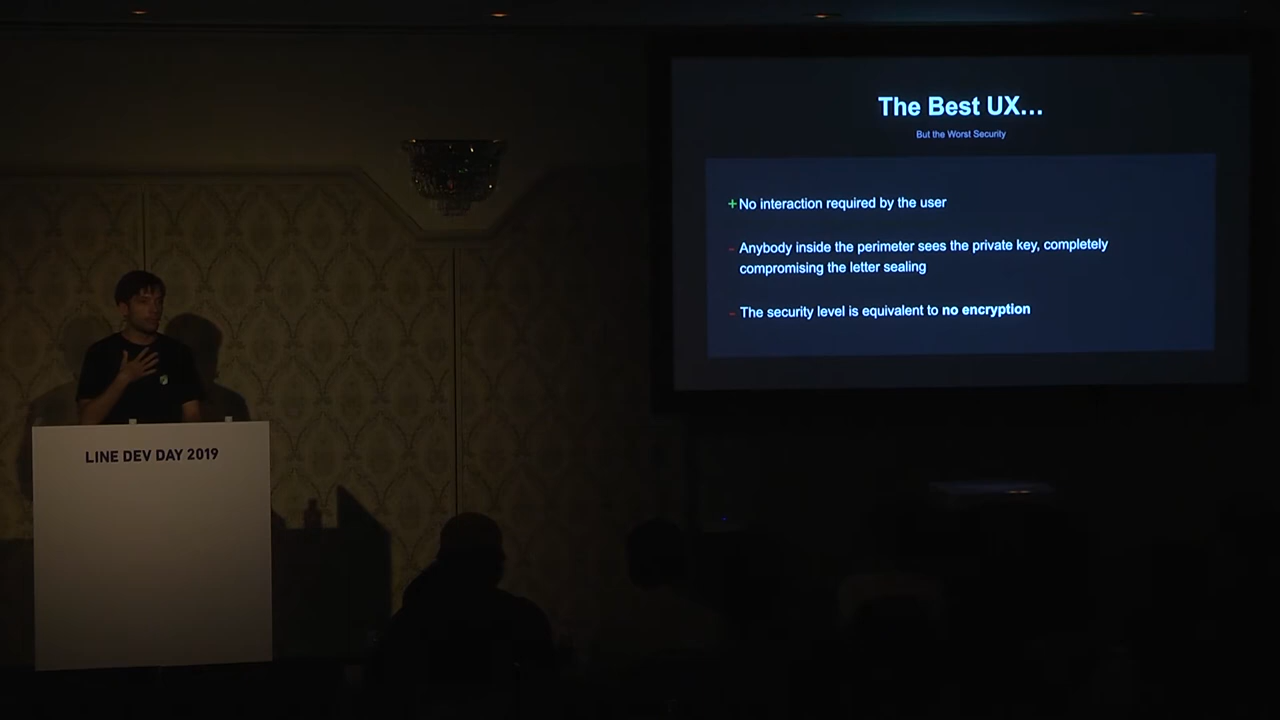 The Best UX...
But the Worst Security
+ No interaction required by the user
- Anybody inside the perimeter sees the private key, completely
compromising the letter sealing
- The security level is equivalent to no encryption
LINE DEV DAY 2019